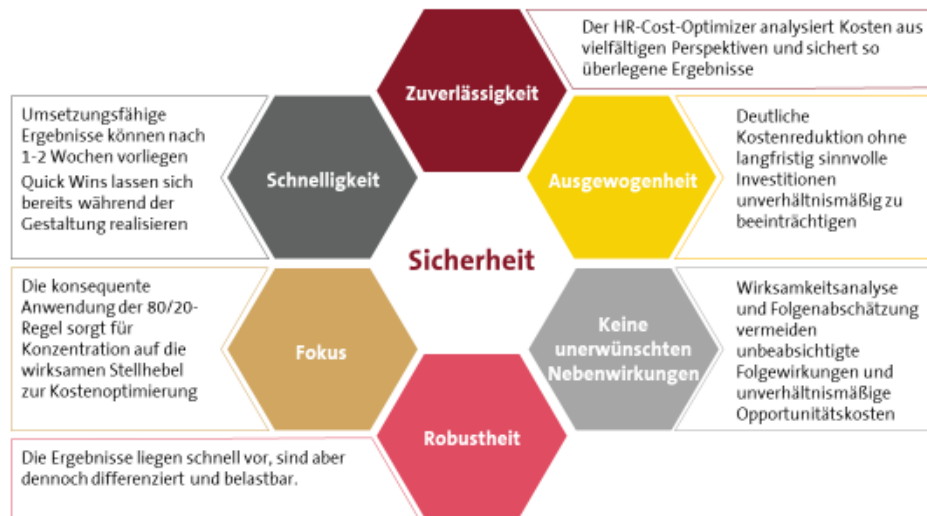 Zuverlässigkeit
Der HR-Cost-Optimizer analysiert Kosten aus
vielfältigen Perspektiven und sichert so
überlegene Ergebnisse
Umsetzungsfähige
Ergebnisse können nach
1-2 Wochen vorliegen
Quick Wins lassen sich
bereits während der
Gestaltung realisieren
Schnelligkeit
Ausgewogenheit
Deutliche
Kostenreduktion ohne
langfristig sinnvolle
Investitionen
unverhältnismäßig zu
beeinträchtigen
Sicherheit
Die konsequente
Anwendung der 80/20-
Regel sorgt für
Konzentration auf die
wirksamen Stellhebel
zur Kostenoptimierung
Fokus
Keine
unerwünschten
Nebenwirkungen
Wirksamkeitsanalyse
und Folgenabschätzung
vermeiden
unbeabsichtigte
Folgewirkungen und
unverhältnismäßige
Opportunitätskosten
Robustheit
Die Ergebnisse liegen schnell vor, sind aber
dennoch differenziert und belastbar.